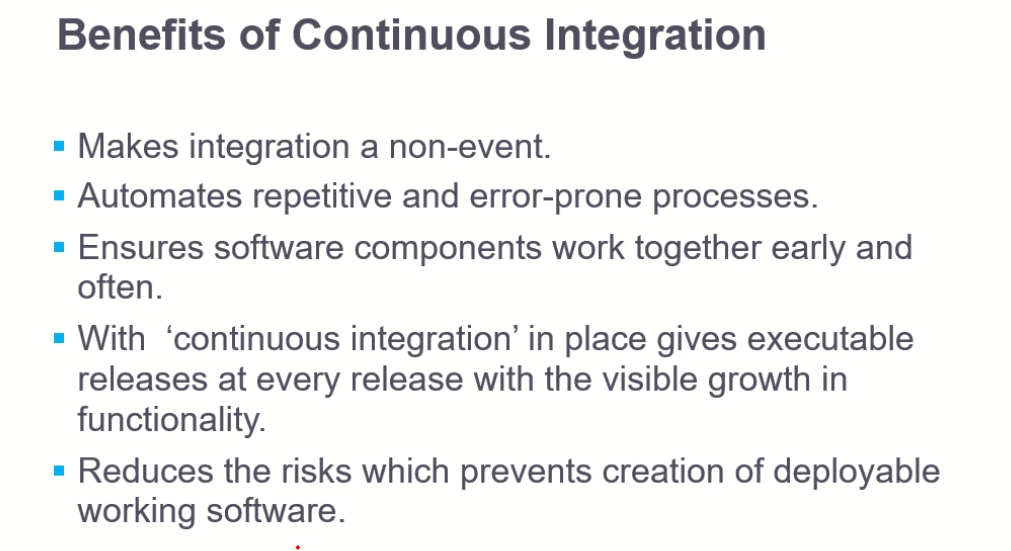 Benefits of Continuous Integration
Makes integration a non-event.
Automates repetitive and error-prone processes.
Ensures software components work together early and
often.
With ‘continuous integration’ in place gives executable
releases at every release with the visible growth in
functionality.
Reduces the risks which prevents creation of deployable
working software.